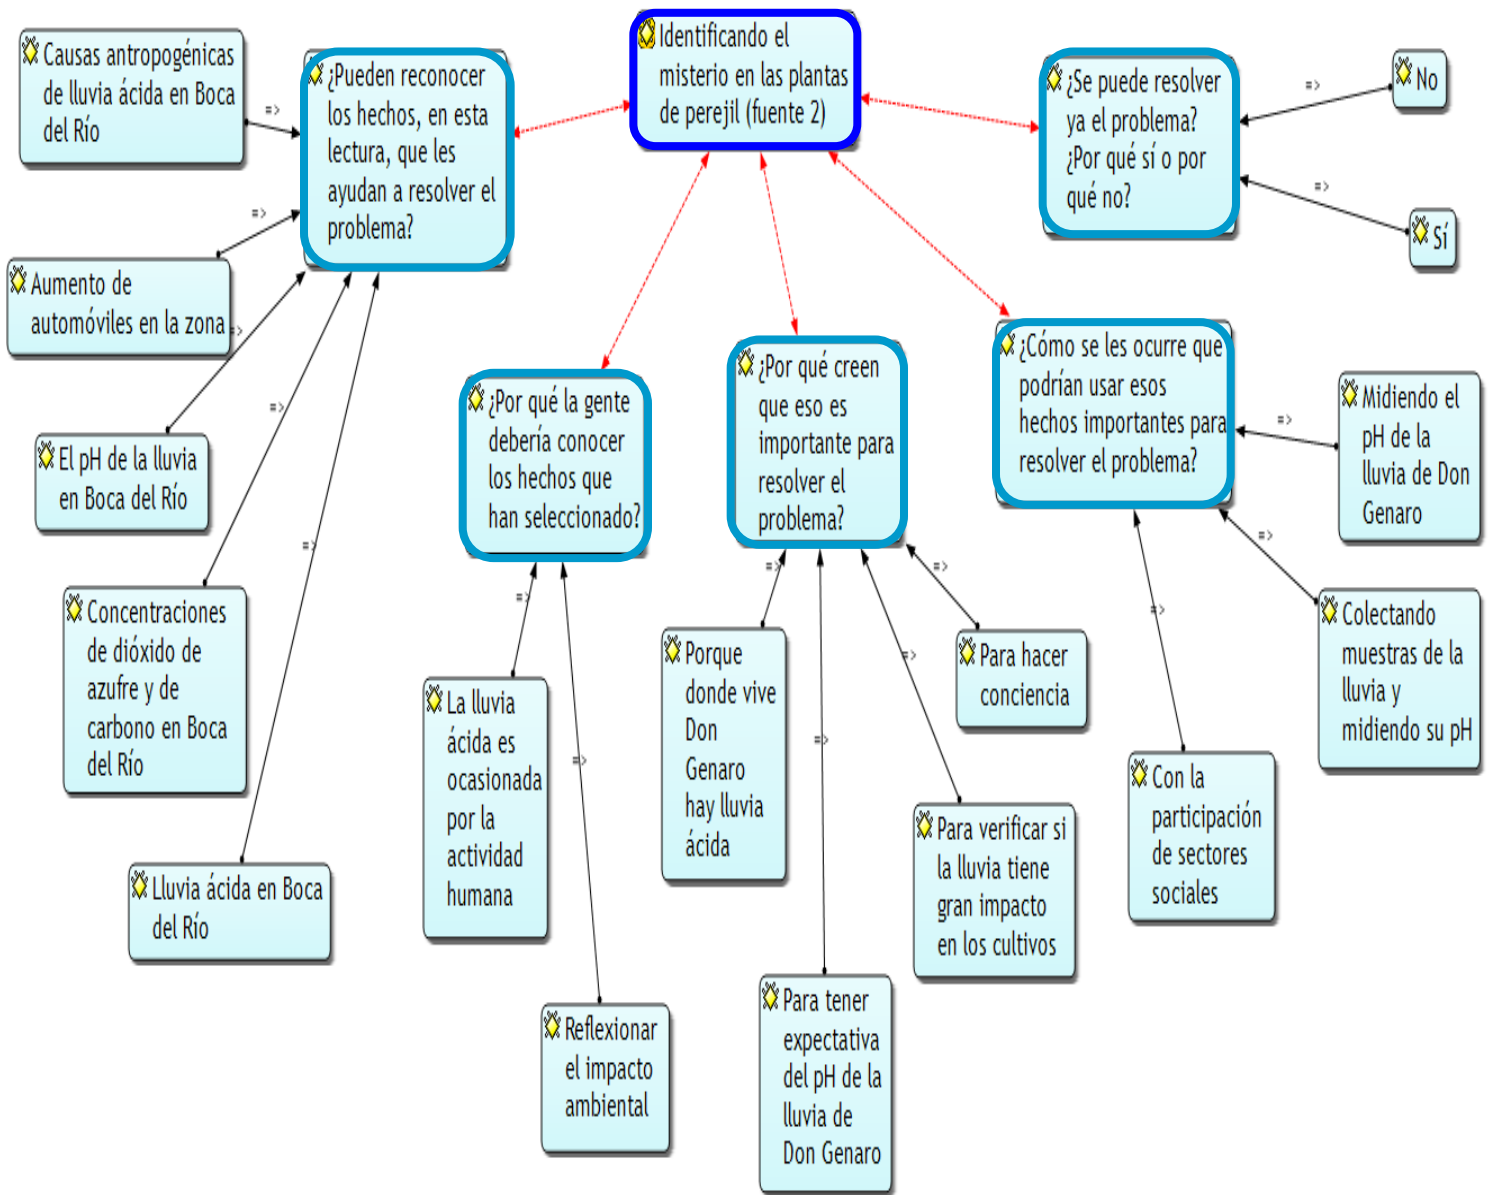 Identificando el
misterio en las plantas
de perejil (fuente 2)
Causas antropogénicas
de lluvia ácida en Boca
del Río
=>
¿Pueden reconocer
los hechos, en esta
lectura, que les
ayudan a resolver el
problema?
=>
Aumento de
automóviles en la zona
=>
El pH de la lluvia
en Boca del Río
=>
Concentraciones
de dióxido de
azufre y de
carbono en Boca
del Río
=>
Lluvia ácida en Boca
del Río
¿Por qué la gente
debería conocer
los hechos que
han seleccionado?
=>
La lluvia
ácida es
ocasionada
por la
actividad
humana
=>
Reflexionar
el impacto
ambiental
¿Por qué creen
que eso es
importante para
resolver el
problema?
=>
Porque
donde vive
Don
Genaro
hay lluvia
ácida
=>
Para tener
expectativa
del pH de la
lluvia de
Don Genaro
=>
Para verificar si
la lluvia tiene
gran impacto
en los cultivos
=>
Para hacer
conciencia
¿Cómo se les ocurre que
podrían usar esos
hechos importantes para
resolver el problema?
=>
Con la
participación
de sectores
sociales
=>
Colectando
muestras de la
lluvia y
midiendo su pH
=>
Midiendo el
pH de la
lluvia de Don
Genaro
¿Se puede resolver
ya el problema?
¿Por qué sí o por
qué no?
=>
No
=>
Sí